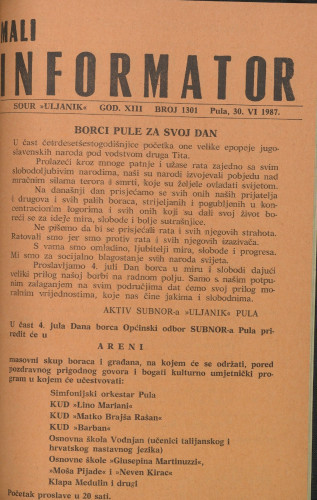 MALI
INFORMATOR
SOUR »ULJANIK« GOD. XIII BROJ 1301 Pula, 30. VI 1987.
BORCI PULE ZA SVOJ DAN
U čast četrdesetšestogodišnjice početka one velike epopeje jugo-
slavenskih naroda pod vodstvom druga Tita.
Prolazeći kroz mnoge patnje i užase rata zajedno sa svim
slobodoljubivim narodima, naši su narodi izvojevali pobjedu nad
mračnim silama terora i smrti, koje su željele ovladati svijetom.
Na današnji dan prisjećamo se svih onih naših prijatelja
i drugova i svih palih boraca, strijeljanih i pogubljenih u kon-
centracionim logorima i svih onih koji su dali svoj život bo-
reći se za ideje mira, slobode i bolje sutrašnjice.
Ne pišemo da bi se prisjećali rata i svih njegovih strahota.
Ratovali smo jer smo protiv rata i svih njegovih izazivača.
S vama smo omladino, ljubitelji mira, slobode i progresa.
Mi smo za socijalno blagostanje svih naroda svijeta.
Proslavljamo 4. juli Dan borca u miru i slobodi dajući
veliki prilog našoj borbi na radnom polju. Samo s našim potpu-
nim zalaganjem na svim područjima dat ćemo svoj prilog mo-
ralnim vrijednostima, koje nas čine jakima i slobodnima.
AKTIV SUBNOR-a »ULJANIK« PULA
U čast 4. jula Dana borca Općinski odbor SUBNOR-a Pula pri-
redit će u
ARENI
masovni skup boraca i građana, na kojem će se održati, pored
pozdravnog prigodnog govora i bogati kulturno umjetnički pro-
gram u kojem će učestvovati:
Simfonijski orkestar Pula
KUD »Lino Mariani«
KUD »Matko Brajša Rašan«
KUD »Barban«
Osnovna škola Vodnjan (učenici talijanskog i
hrvatskog nastavnog jezika)
Osnovne škole »Giusepina Martinuzzi«,
»Moša Pijade« i »Neven Kirac«
Klapa Medulin i drugi
Početak proslave u 20 sati.